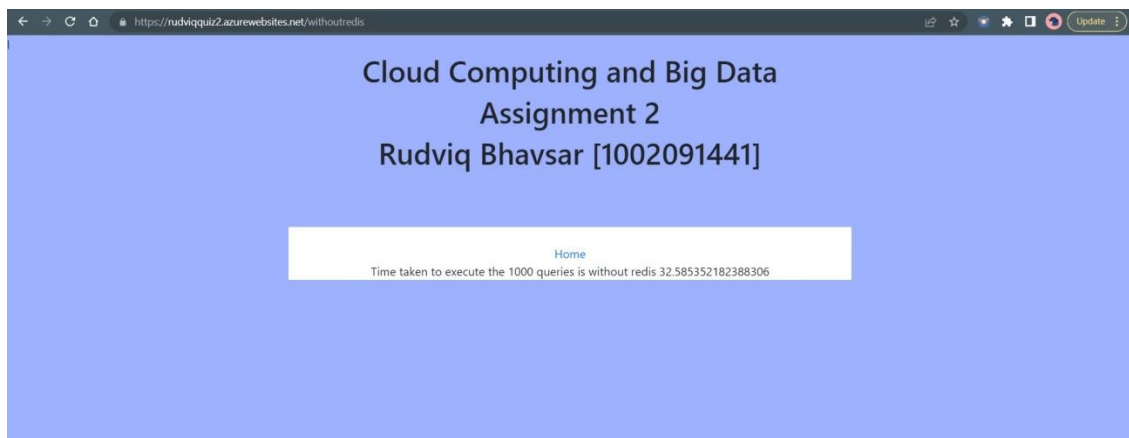 https://rudviqquiz2.azurewebsites.net/withoutredis
Update
Cloud Computing and Big Data
Assignment 2
Rudviq Bhavsar [1002091441]
Home
Time taken to execute the 1000 queries is without redis 32.585352182388306